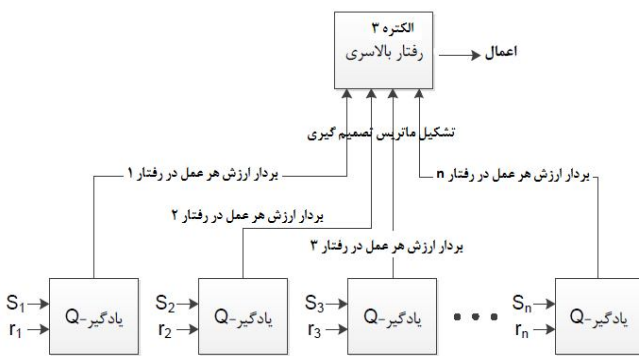 الکتره ۳
رفتار بالاسری
اعمال
تشکیل ماتریس تصمیم گیری
بردار ارزش هر عمل در رفتار ۱
بردار ارزش هر عمل در رفتار n
بردار ارزش هر عمل در رفتار ۲
بردار ارزش هر عمل در رفتار ۳
S1
r1
یادگیر-Q
S2
r2
یادگیر-Q
S3
r3
یادگیر-Q
Sn
rn
یادگیر-Q